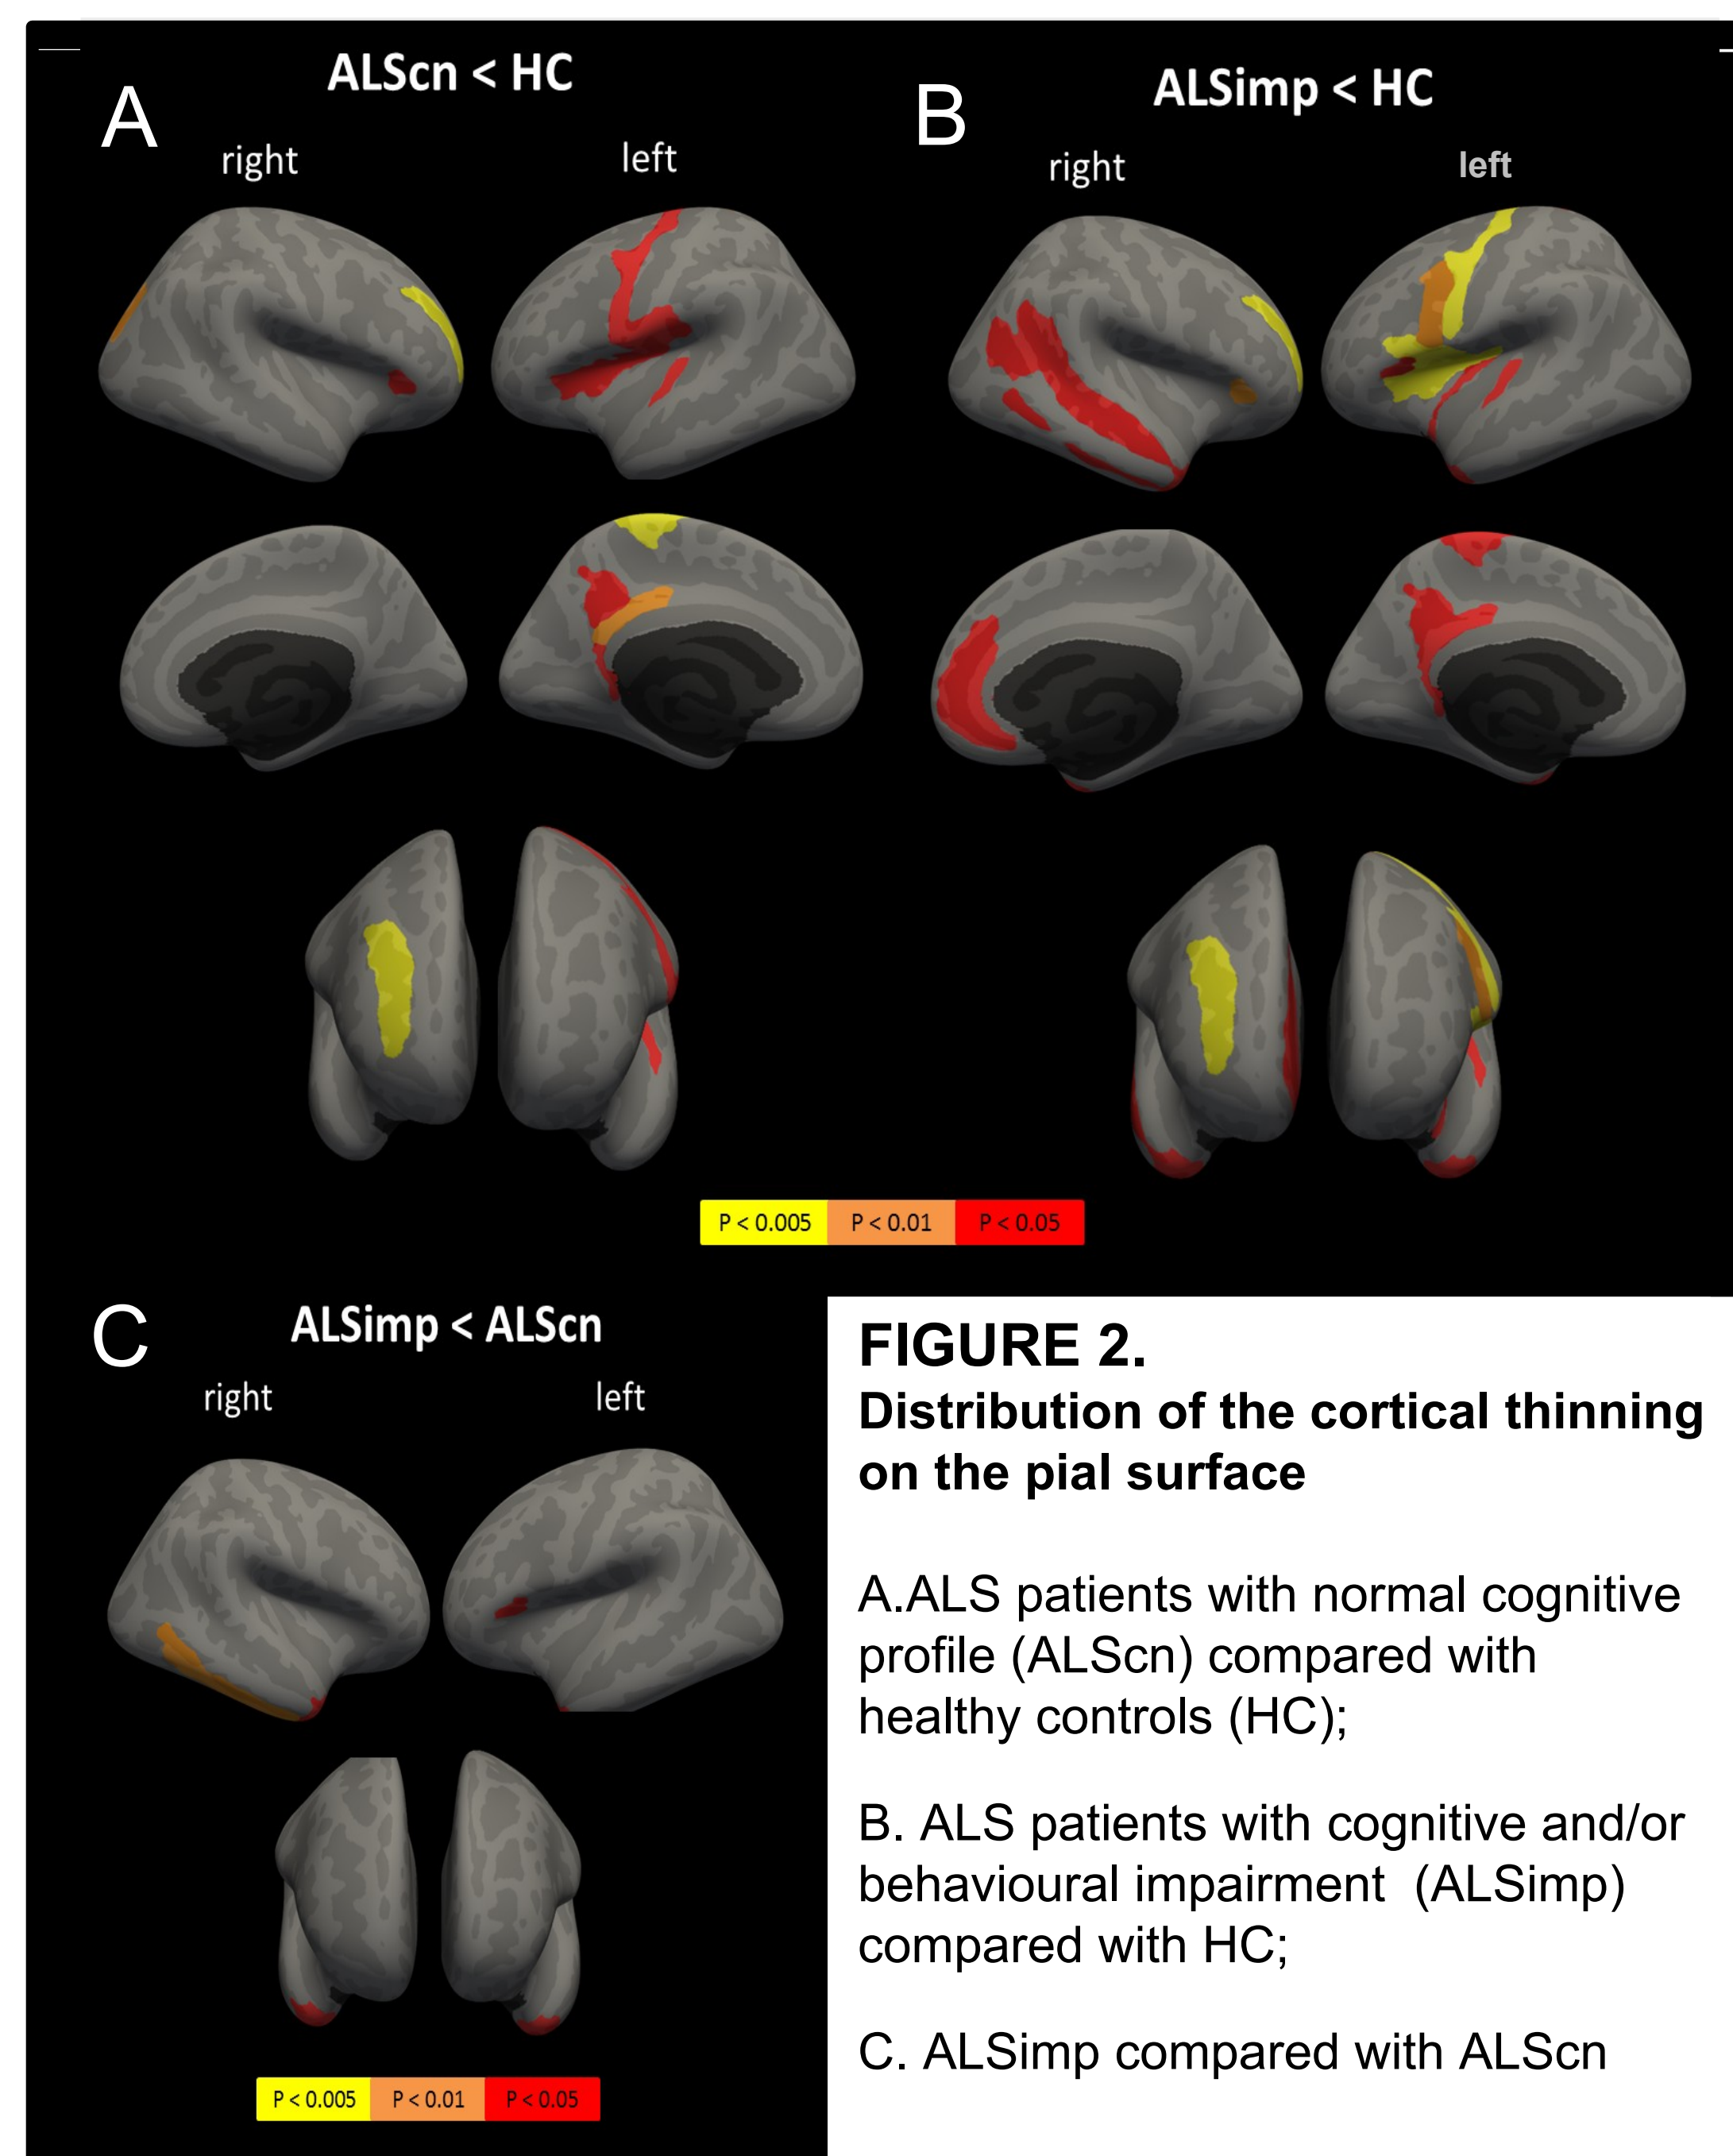 A
ALScn < HC
right
left
B
ALSimp < HC
right
left
P < 0.005 P < 0.01 P < 0.05
C
ALSimp < ALScn
right
left
P < 0.005 P < 0.01 P < 0.05
FIGURE 2.
Distribution of the cortical thinning
on the pial surface
A.ALS patients with normal cognitive
profile (ALScn) compared with
healthy controls (HC);
B. ALS patients with cognitive and/or
behavioural impairment  (ALSimp)
compared with HC;
C. ALSimp compared with ALScn